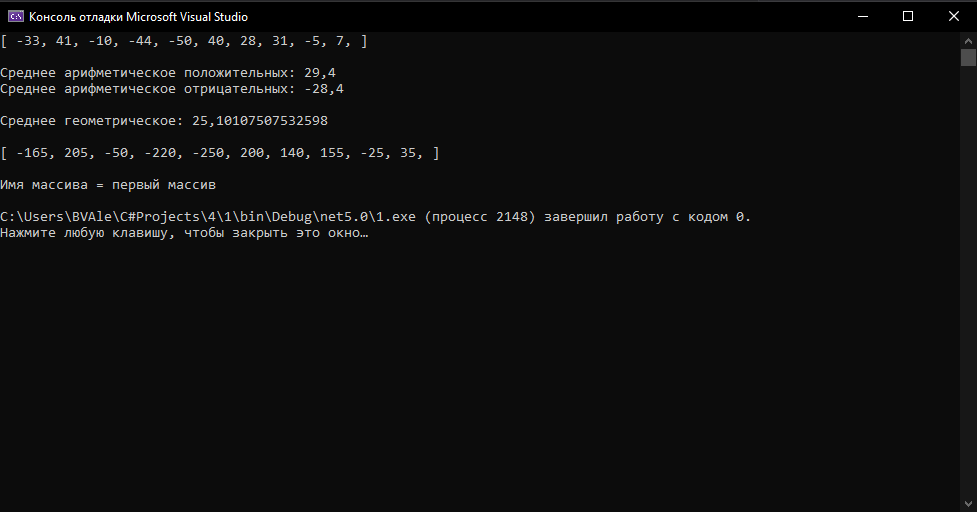 Консоль отладки Microsoft Visual Studio
[ -33, 41, -10, -44, -50, 40, 28, 31, -5, 7, ]
Среднее арифметическое положительных: 29,4
Среднее арифметическое отрицательных: -28,4
Среднее геометрическое: 25,10107507532598
[ -165, 205, -50, -220, -250, 200, 140, 155, -25, 35, ]
Имя массива = первый массив
C:\Users\BVAle\C#Projects\4\1\bin\Debug\net5.0\1.exe (процесс 2148) завершил работу с кодом 0.
Нажмите любую клавишу, чтобы закрыть это окно…